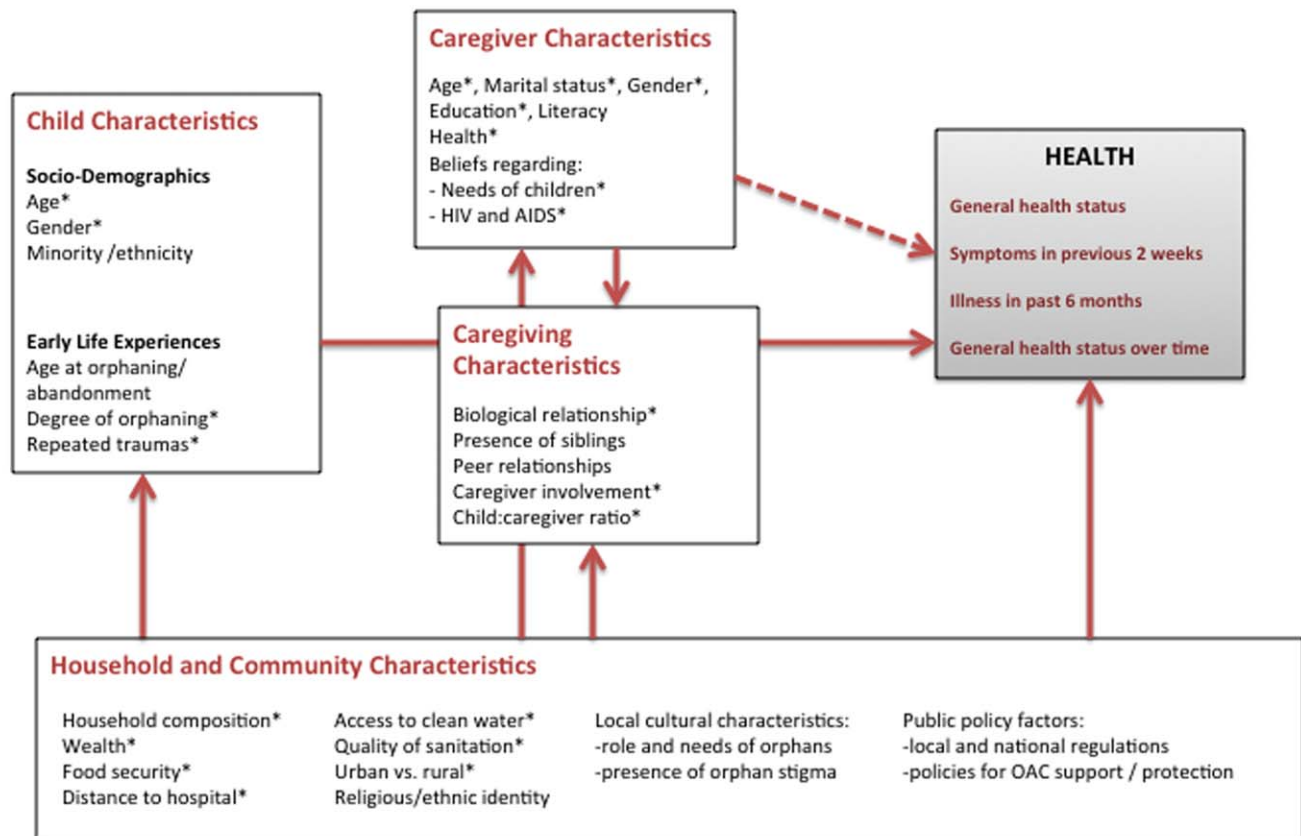 Caregiver Characteristics
Age*, Marital status*, Gender*,
Education*, Literacy
Health*
Beliefs regarding:
- Needs of children*
- HIV and AIDS*
Child Characteristics
Socio-Demographics
Age*
Gender*
Minority /ethnicity
Early Life Experiences
Age at orphaning/
abandonment
Degree of orphaning*
Repeated traumas*
HEALTH
General health status
Symptoms in previous 2 weeks
Illness in past 6 months
General health status over time
Caregiving
Characteristics
Biological relationship*
Presence of siblings
Peer relationships
Caregiver involvement*
Child:caregiver ratio*
Household and Community Characteristics
Household composition*
Wealth*
Food security*
Distance to hospital*
Access to clean water*
Quality of sanitation*
Urban vs. rural*
Religious/ethnic identity
Local cultural characteristics:
-role and needs of orphans
-presence of orphan stigma
Public policy factors:
-local and national regulations
-policies for OAC support / protection